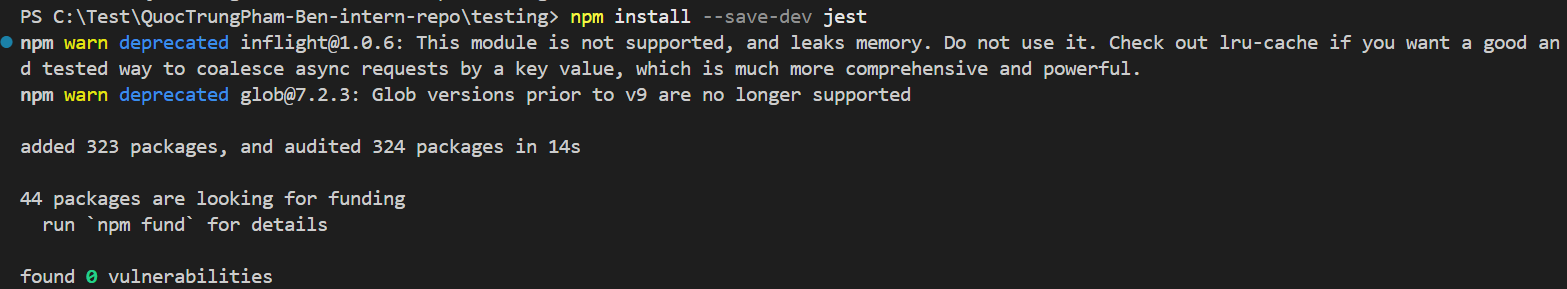 PS C:\Test\QuocTrungPham-Ben-intern-repo\testing> npm install --save-dev jest
npm warn deprecated inflight@1.0.6: This module is not supported, and leaks memory. Do not use it. Check out lru-cache if you want a good an
d tested way to coalesce async requests by a key value, which is much more comprehensive and powerful.
npm warn deprecated glob@7.2.3: Glob versions prior to v9 are no longer supported
added 323 packages, and audited 324 packages in 14s
44 packages are looking for funding
run `npm fund` for details
found 0 vulnerabilities